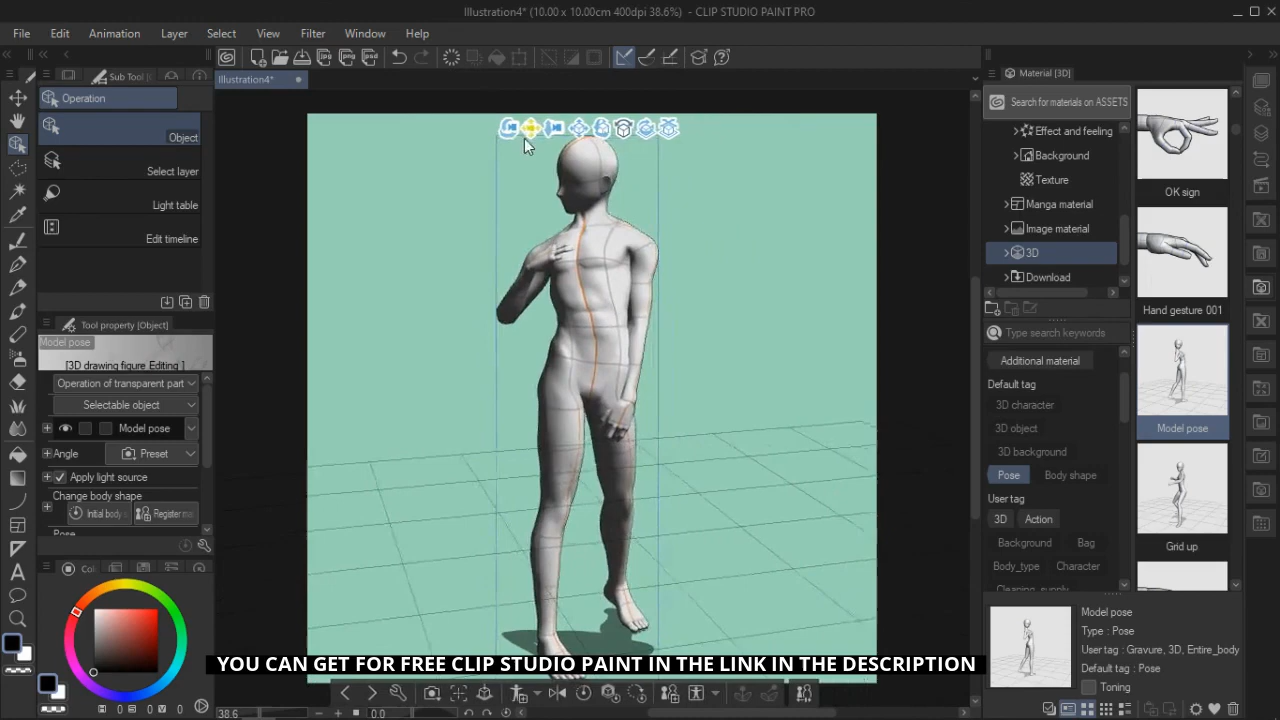 Illustration4* (10.00 x 10.00cm 400dpi 38.6%) - CLIP STUDIO PAINT PRO
File Edit Animation Layer Select View Filter Window Help
Sub Tool
Illustration4*
Material [3D]
Operation
Object
Select layer
Light table
Edit timeline
Search for materials on ASSETS
Effect and feeling
Background
Texture
Manga material
Image material
3D
Download
Type search keywords
Additional material
Default tag
3D character
3D object
3D background
Pose Body shape
User tag
3D Action
Background Bag
Body_type Character
Cleaning_supply
OK sign
Hand gesture 001
Model pose
Grid up
Tool property [Object]
Model pose
[3D drawing figure Editing ]
Operation of transparent part
Selectable object
Model pose
Angle Preset
Apply light source
Change body shape
Initial body Register ma
Pose
Model pose
Type : Pose
User tag : Gravure, 3D, Entire_body
Default tag : Pose
Toning
YOU CAN GET FOR FREE CLIP STUDIO PAINT IN THE LINK IN THE DESCRIPTION
38.6
0.0
H 0 S 0 V 0